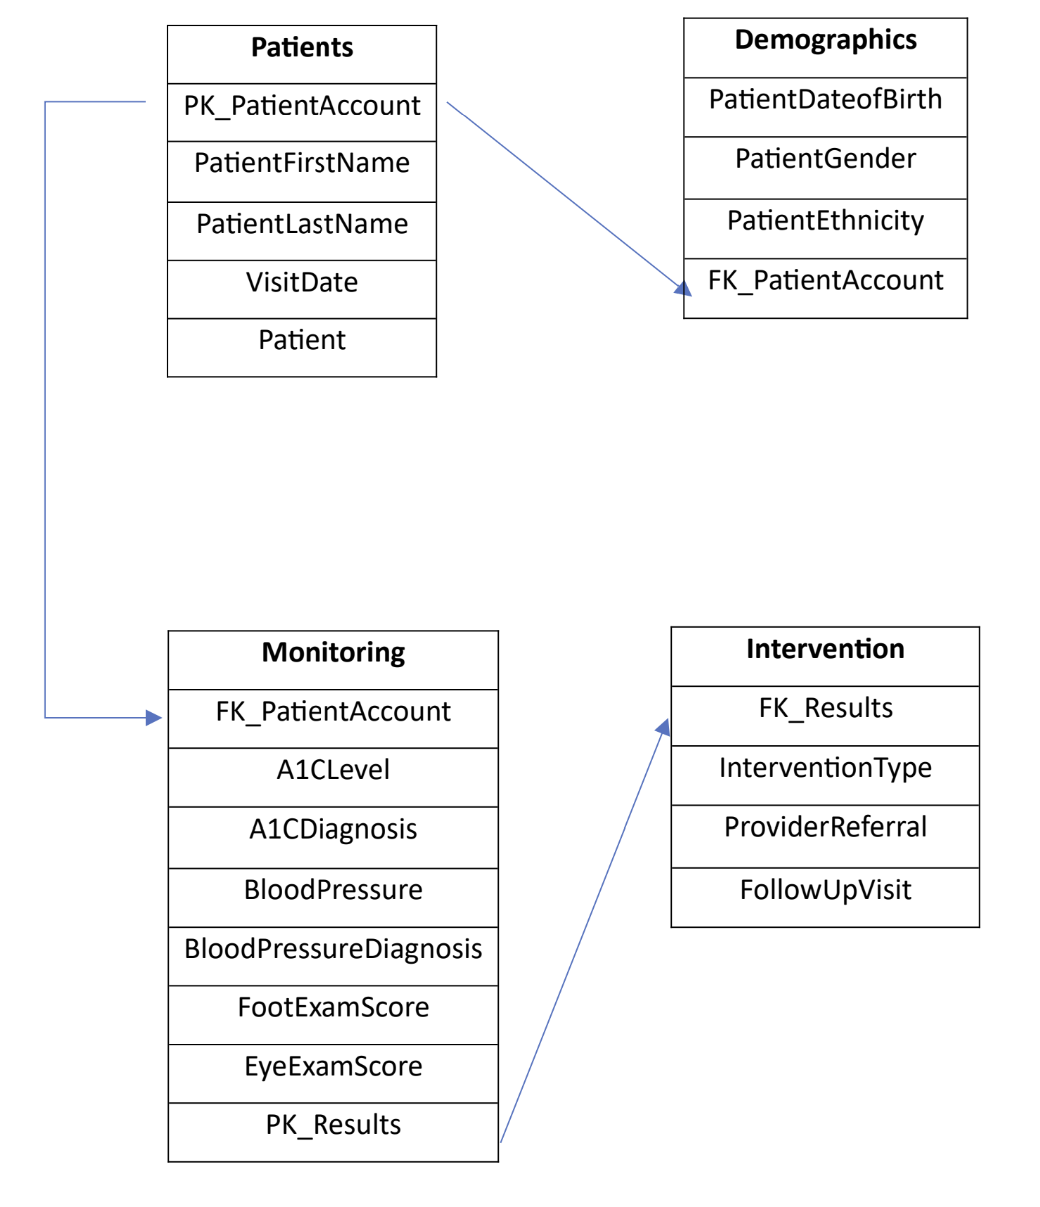 Patients
PK_PatientAccount
PatientFirstName
PatientLastName
VisitDate
Patient
Demographics
PatientDateofBirth
PatientGender
PatientEthnicity
FK_PatientAccount
Monitoring
FK_PatientAccount
A1CLevel
A1CDiagnosis
BloodPressure
BloodPressureDiagnosis
FootExamScore
EyeExamScore
PK_Results
Intervention
FK_Results
InterventionType
ProviderReferral
FollowUpVisit